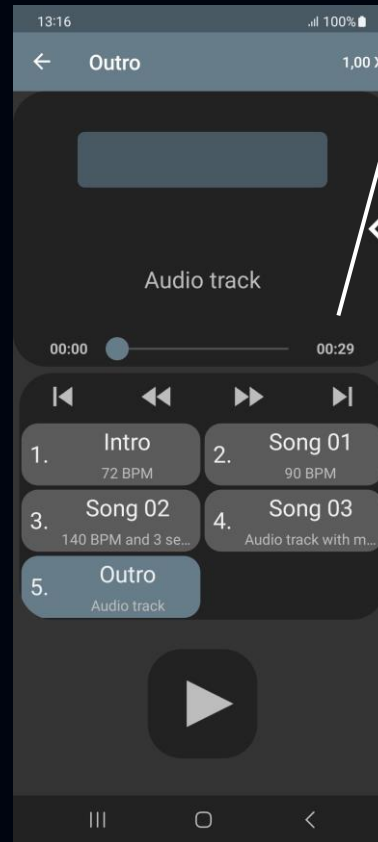 13:16 100%
Outro 1,00 X
Audio track
00:00 00:29
1. Intro
72 BPM
2. Song 01
90 BPM
3. Song 02
140 BPM and 3 se...
4. Song 03
Audio track with m...
5. Outro
Audio track